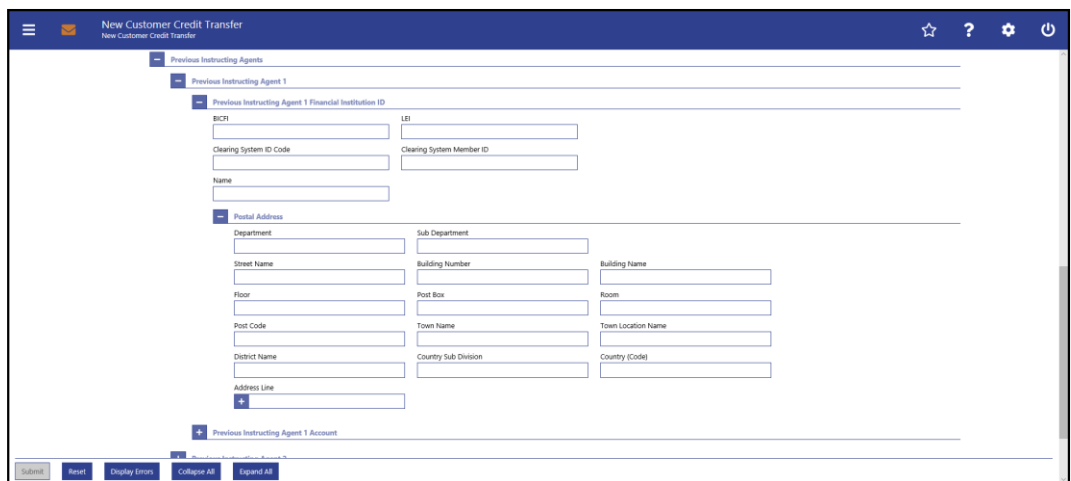 New Customer Credit Transfer
New Customer Credit Transfer
Previous Instructing Agents
Previous Instructing Agent 1
Previous Instructing Agent 1 Financial Institution ID
BICFI LEI
Clearing System ID Code Clearing System Member ID
Name
Postal Address
Department Sub Department
Street Name Building Number Building Name
Floor Post Box Room
Post Code Town Name Town Location Name
District Name Country Sub Division Country (Code)
Address Line
Previous Instructing Agent 1 Account
Previous Instructing Agent 2
Submit Reset Display Errors Collapse All Expand All